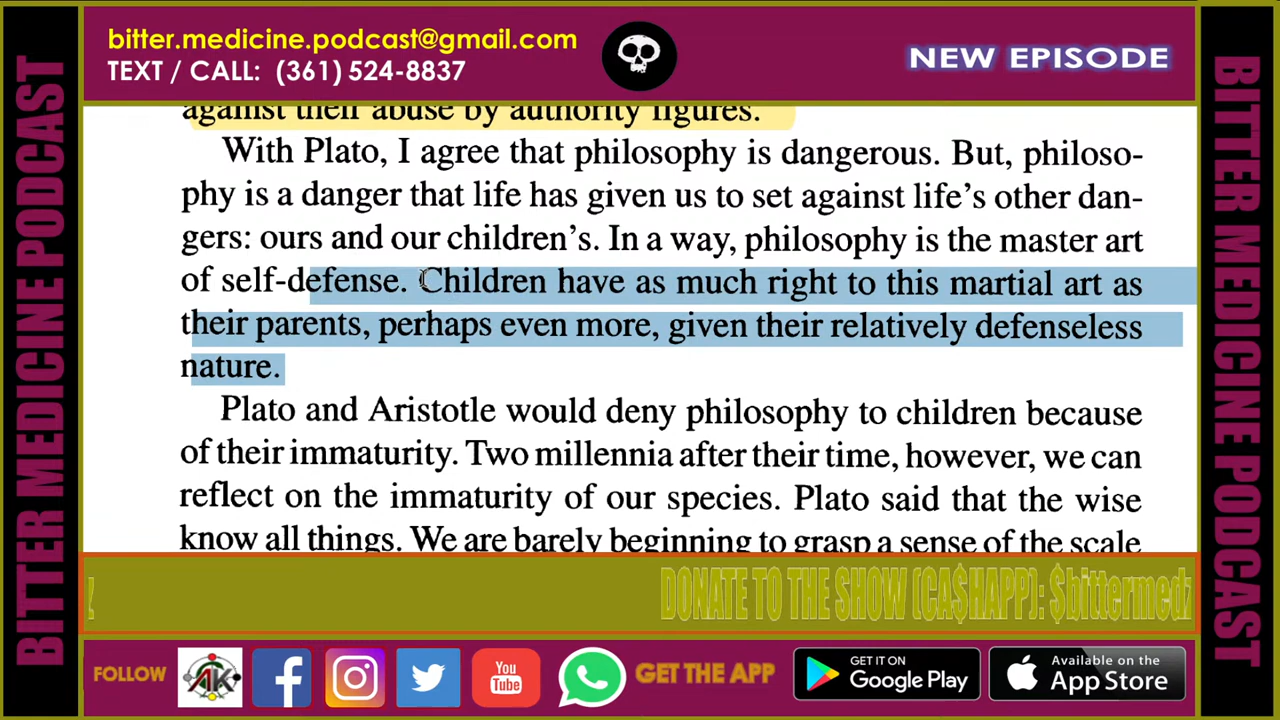 bitter.medicine.podcast@gmail.com
TEXT / CALL: (361) 524-8837
NEW EPISODE
BITTER MEDICINE PODCAST
against their abuse by authority figures.
With Plato, I agree that philosophy is dangerous. But, philoso-
phy is a danger that life has given us to set against life's other dan-
gers: ours and our children's. In a way, philosophy is the master art
of self-defense. Children have as much right to this martial art as
their parents, perhaps even more, given their relatively defenseless
nature.
Plato and Aristotle would deny philosophy to children because
of their immaturity. Two millennia after their time, however, we can
reflect on the immaturity of our species. Plato said that the wise
know all things. We are barely beginning to grasp a sense of the scale
BITTER MEDICINE PODCAST
! DONATE TO THE SHOW (CA$HAPP): $bittermed
FOLLOW
ATK
You
Tube
GET THE APP
GET IT ON
Google Play
Available on the
App Store